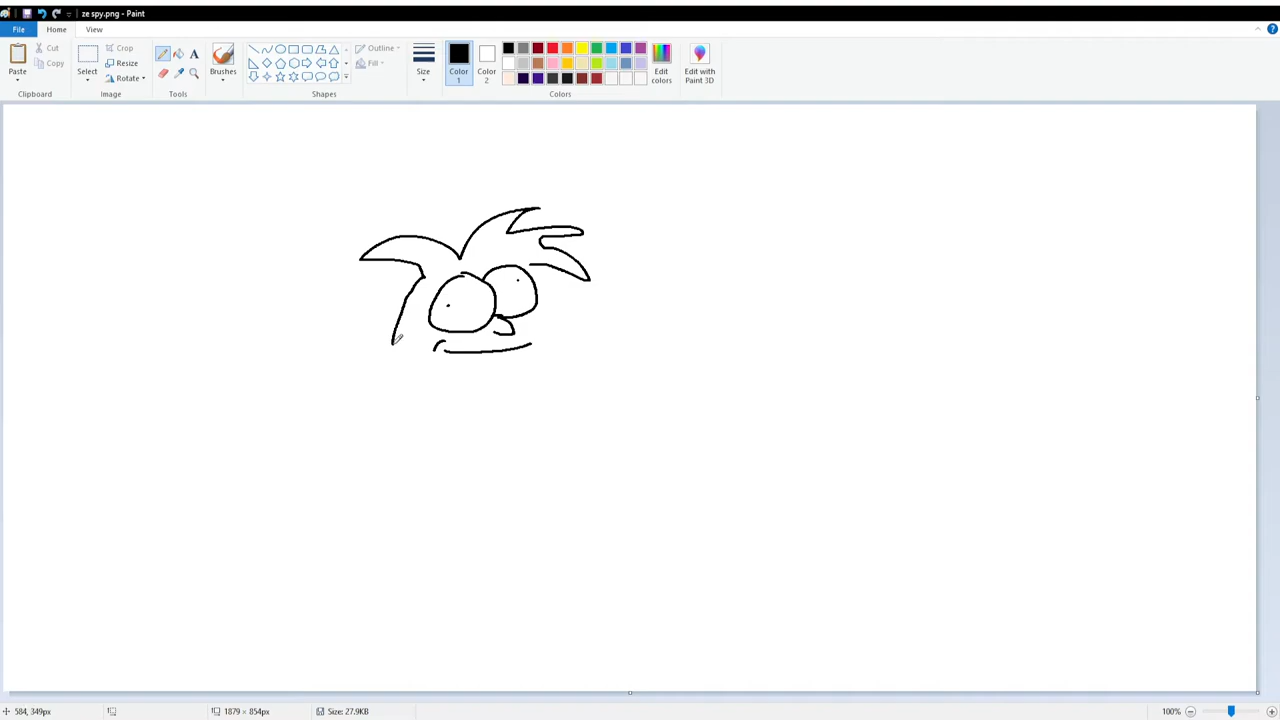 ze spy.png - Paint
File Home View
Paste Cut Copy
Clipboard
Select Crop Resize Rotate
Image
A
Tools
Brushes
Outline Fill
Shapes
Size
Color 1
Color 2
Edit colors
Edit with Paint 3D
Colors
584, 349px 1879 × 854px Size: 27.9KB 100%